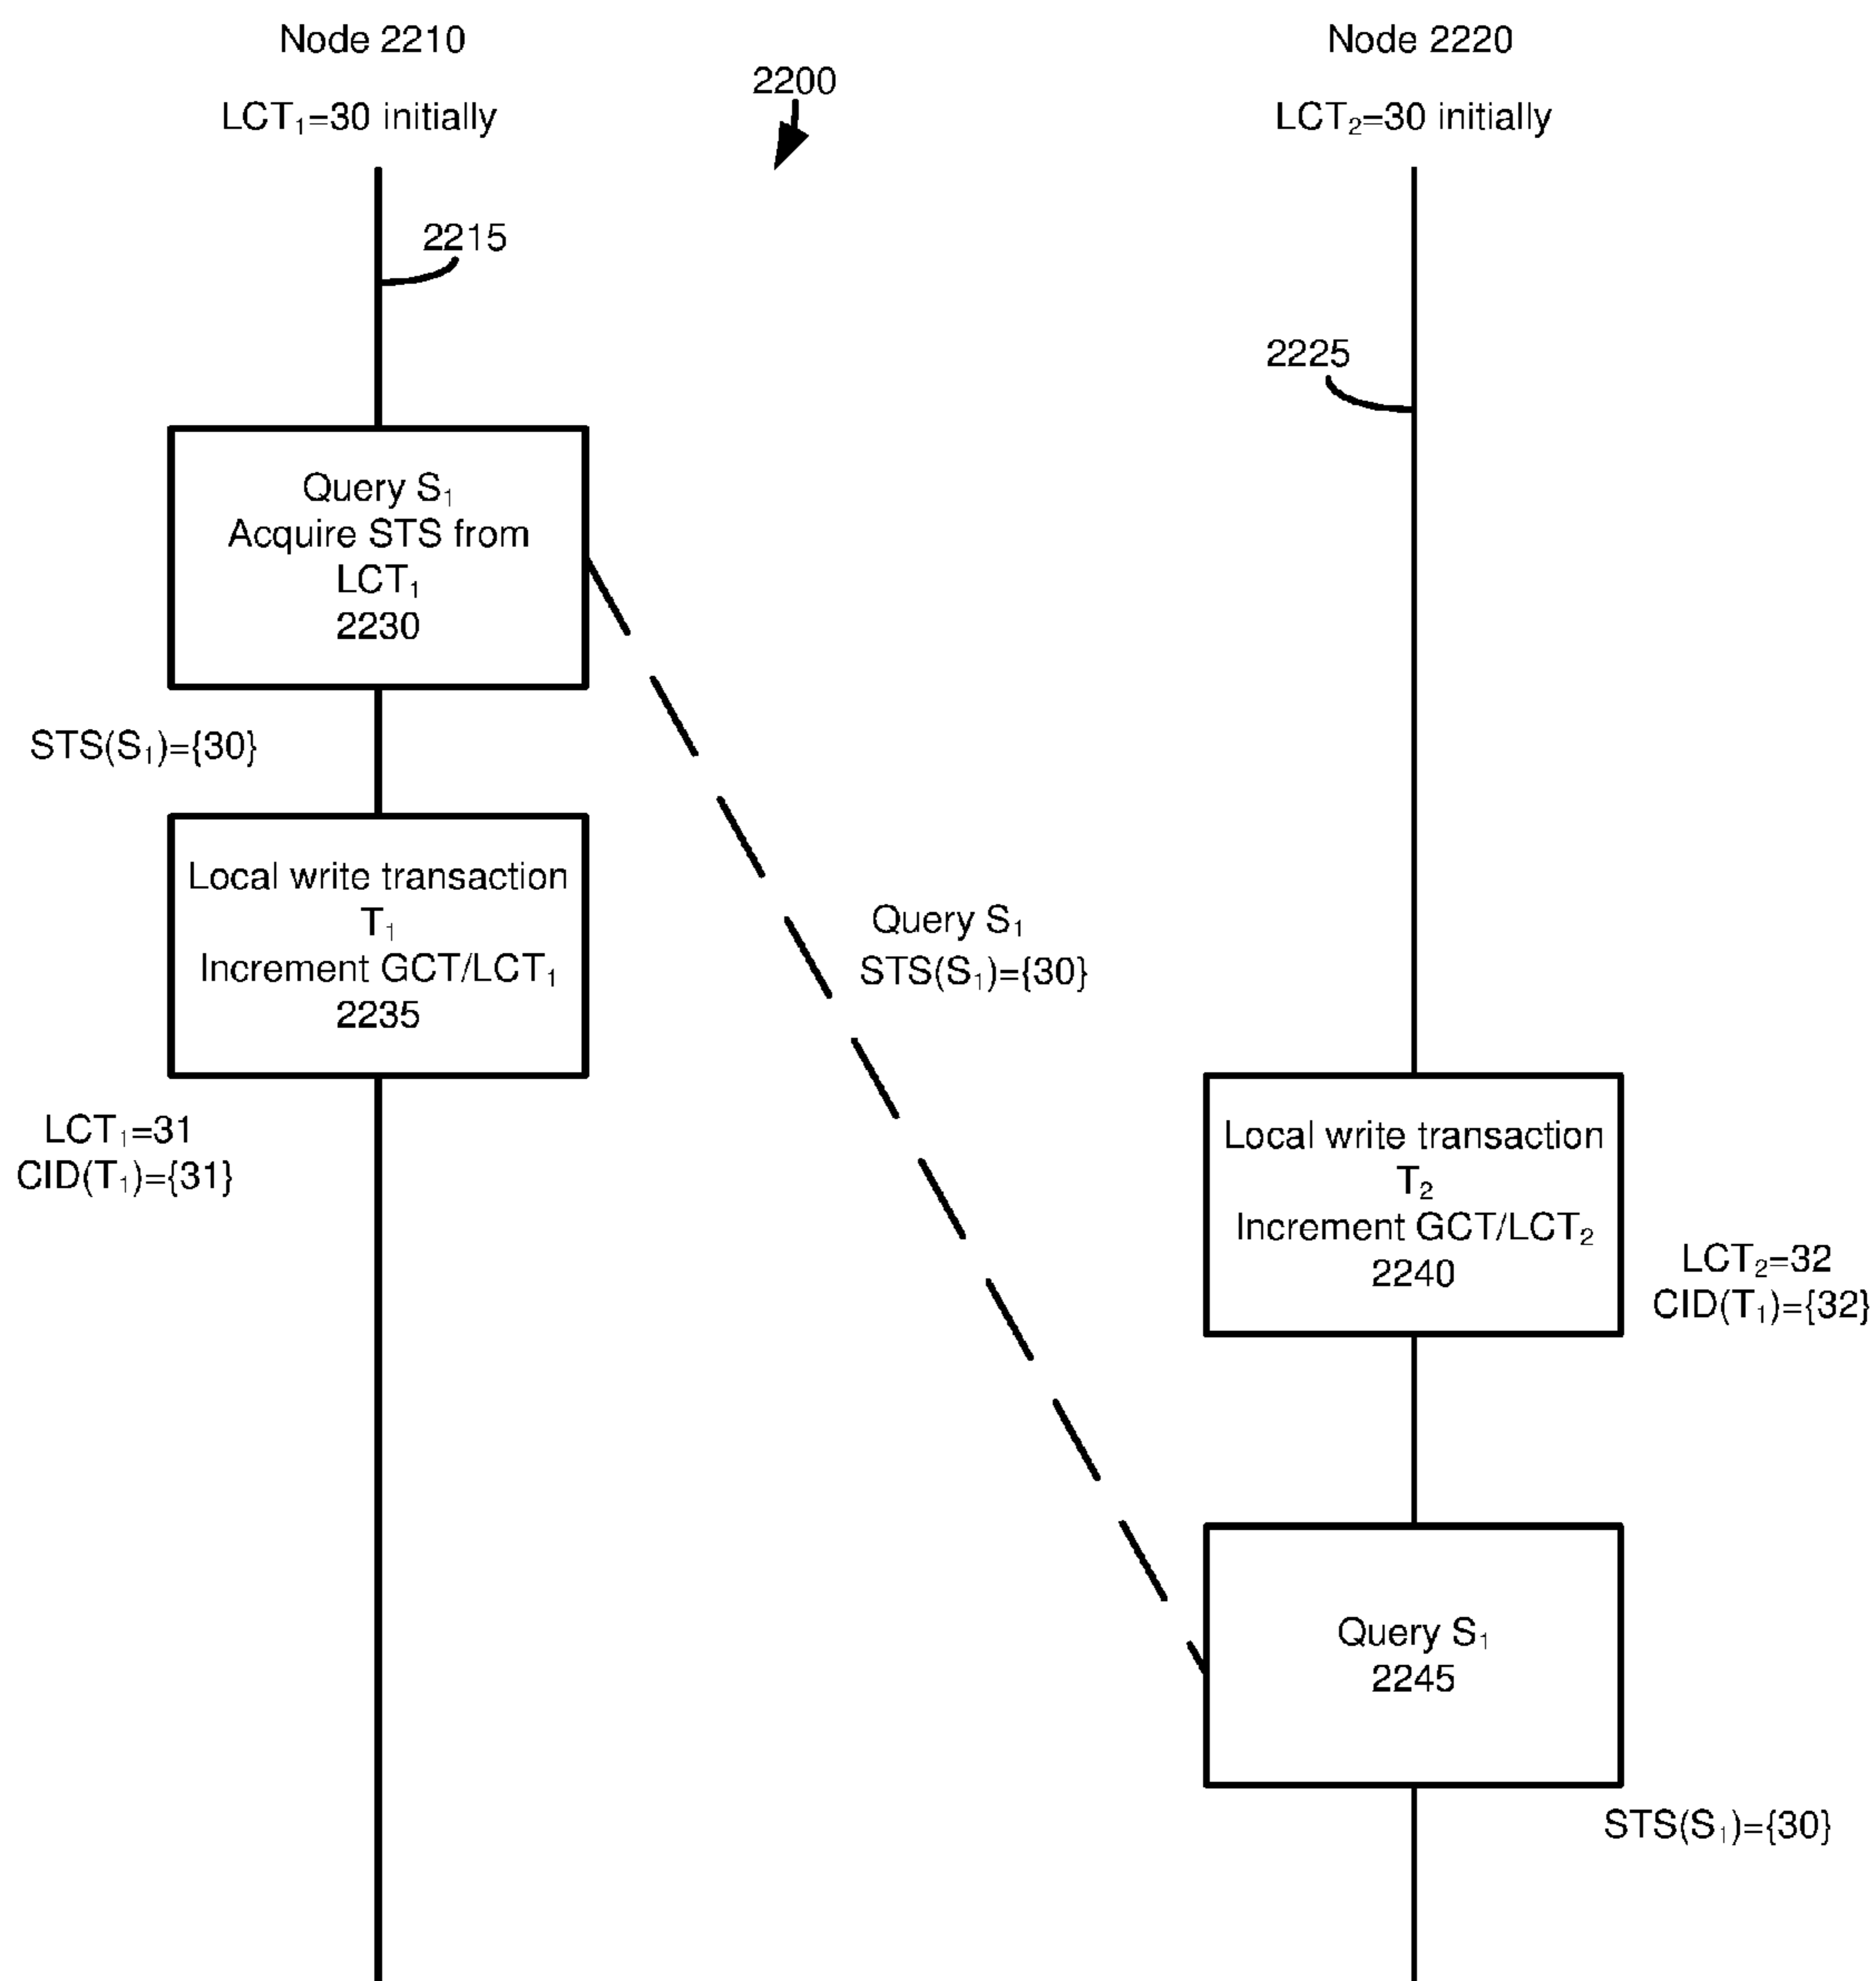 Node 2210
LCT₁=30 initially
2200
Node 2220
LCT₂=30 initially
2215
2225
Query S₁
Acquire STS from
LCT₁
2230
STS(S₁)={30}
Local write transaction
T₁
Increment GCT/LCT₁
2235
LCT₁=31
CID(T₁)={31}
Query S₁
STS(S₁)={30}
Local write transaction
T₂
Increment GCT/LCT₂
2240
LCT₂=32
CID(T₁)={32}
Query S₁
2245
STS(S₁)={30}